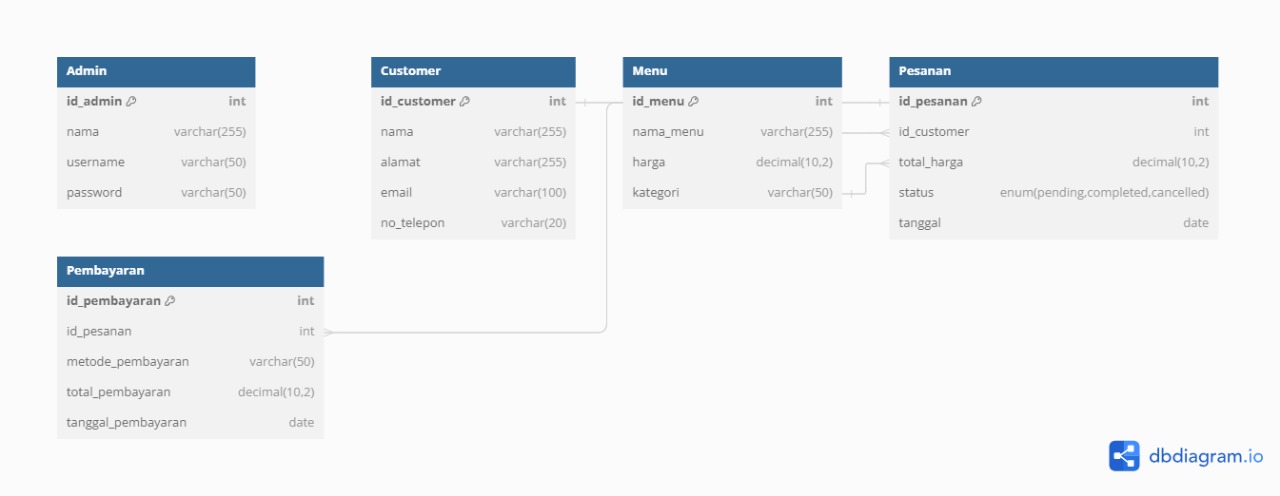 Admin
id_admin int
nama varchar(255)
username varchar(50)
password varchar(50)
Customer
id_customer int
nama varchar(255)
alamat varchar(255)
email varchar(100)
no_telepon varchar(20)
Menu
id_menu int
nama_menu varchar(255)
harga decimal(10,2)
kategori varchar(50)
Pesanan
id_pesanan int
id_customer int
total_harga decimal(10,2)
status enum(pending,completed,cancelled)
tanggal date
Pembayaran
id_pembayaran int
id_pesanan int
metode_pembayaran varchar(50)
total_pembayaran decimal(10,2)
tanggal_pembayaran date
dbdiagram.io